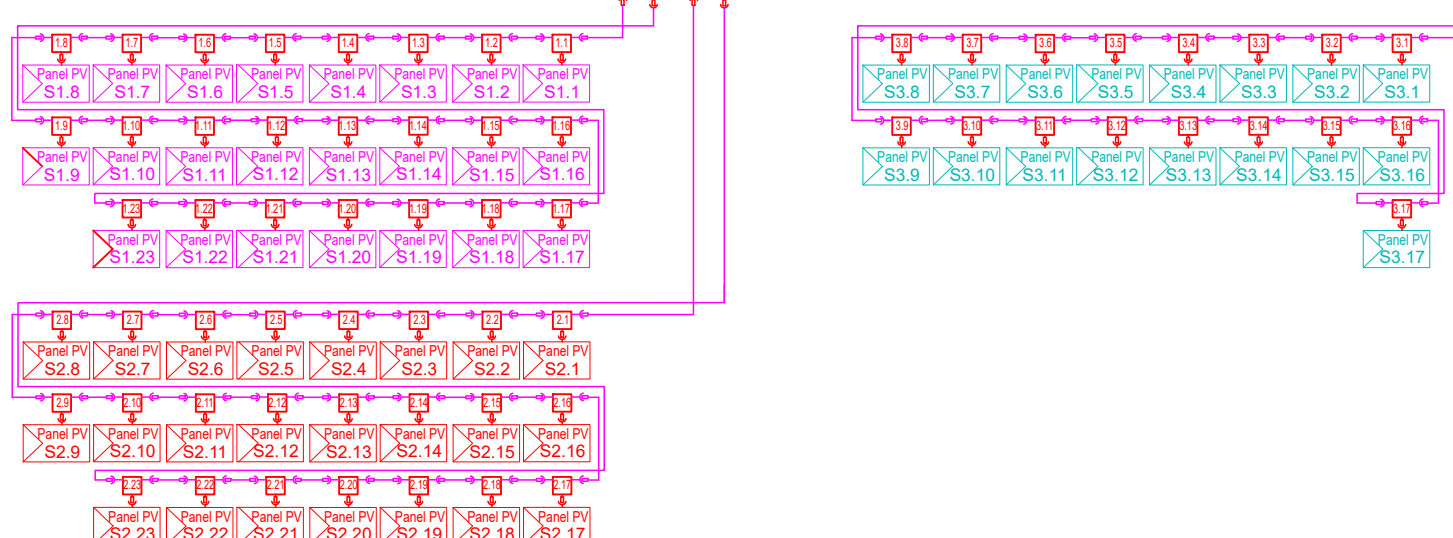 1.8 1.7 1.6 1.5 1.4 1.3 1.2 1.1
Panel PV Panel PV Panel PV Panel PV Panel PV Panel PV Panel PV Panel PV
S1.8 S1.7 S1.6 S1.5 S1.4 S1.3 S1.2 S1.1
1.9 1.10 1.11 1.12 1.13 1.14 1.15 1.16
Panel PV Panel PV Panel PV Panel PV Panel PV Panel PV Panel PV Panel PV
S1.9 S1.10 S1.11 S1.12 S1.13 S1.14 S1.15 S1.16
1.23 1.22 1.21 1.20 1.19 1.18 1.17
Panel PV Panel PV Panel PV Panel PV Panel PV Panel PV Panel PV
S1.23 S1.22 S1.21 S1.20 S1.19 S1.18 S1.17
2.8 2.7 2.6 2.5 2.4 2.3 2.2 2.1
Panel PV Panel PV Panel PV Panel PV Panel PV Panel PV Panel PV Panel PV
S2.8 S2.7 S2.6 S2.5 S2.4 S2.3 S2.2 S2.1
2.9 2.10 2.11 2.12 2.13 2.14 2.15 2.16
Panel PV Panel PV Panel PV Panel PV Panel PV Panel PV Panel PV Panel PV
S2.9 S2.10 S2.11 S2.12 S2.13 S2.14 S2.15 S2.16
2.23 2.22 2.21 2.20 2.19 2.18 2.17
Panel PV Panel PV Panel PV Panel PV Panel PV Panel PV Panel PV
S2.23 S2.22 S2.21 S2.20 S2.19 S2.18 S2.17
3.8 3.7 3.6 3.5 3.4 3.3 3.2 3.1
Panel PV Panel PV Panel PV Panel PV Panel PV Panel PV Panel PV Panel PV
S3.8 S3.7 S3.6 S3.5 S3.4 S3.3 S3.2 S3.1
3.9 3.10 3.11 3.12 3.13 3.14 3.15 3.16
Panel PV Panel PV Panel PV Panel PV Panel PV Panel PV Panel PV Panel PV
S3.9 S3.10 S3.11 S3.12 S3.13 S3.14 S3.15 S3.16
3.17
Panel PV
S3.17